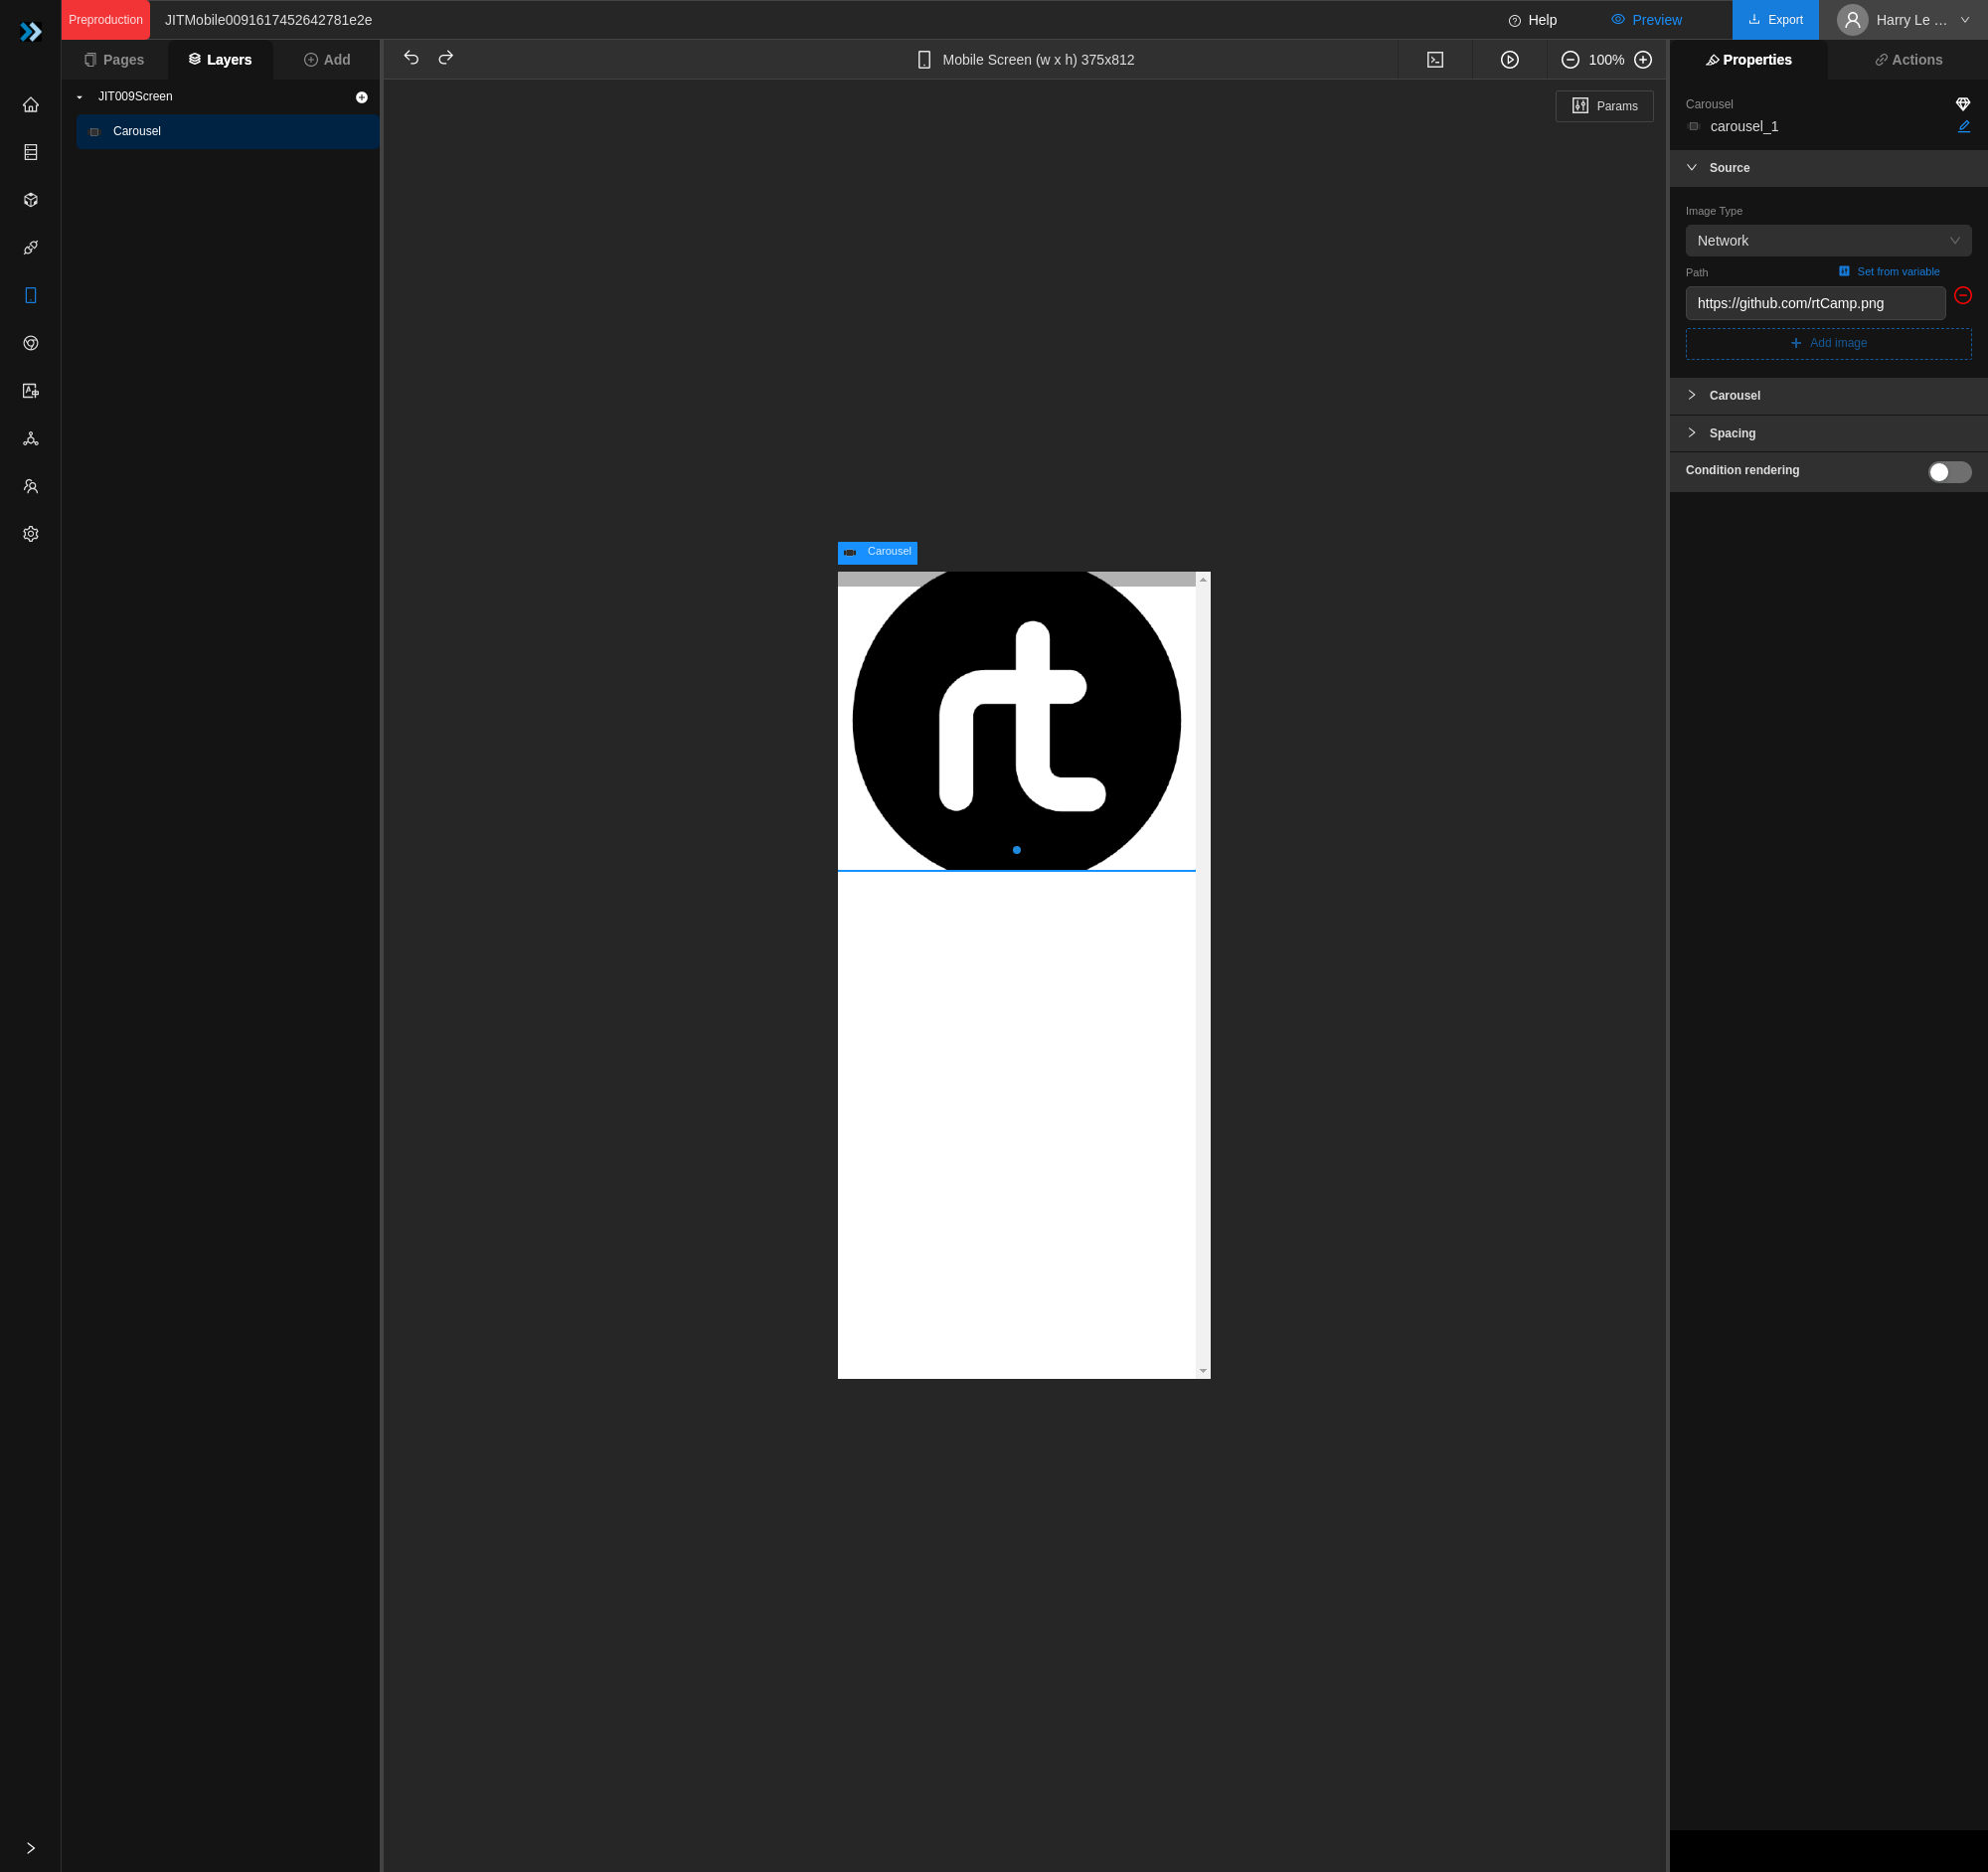 Preproduction
JITMobile0091617452642781e2e
Help
Preview
Export
Harry Le ...
Pages
Layers
Add
Mobile Screen (w x h) 375x812
100%
Properties
Actions
JIT009Screen
Carousel
Params
Carousel
carousel_1
Source
Image Type
Network
Path
Set from variable
https://github.com/rtCamp.png
Add image
Carousel
Spacing
Condition rendering
Carousel
rt